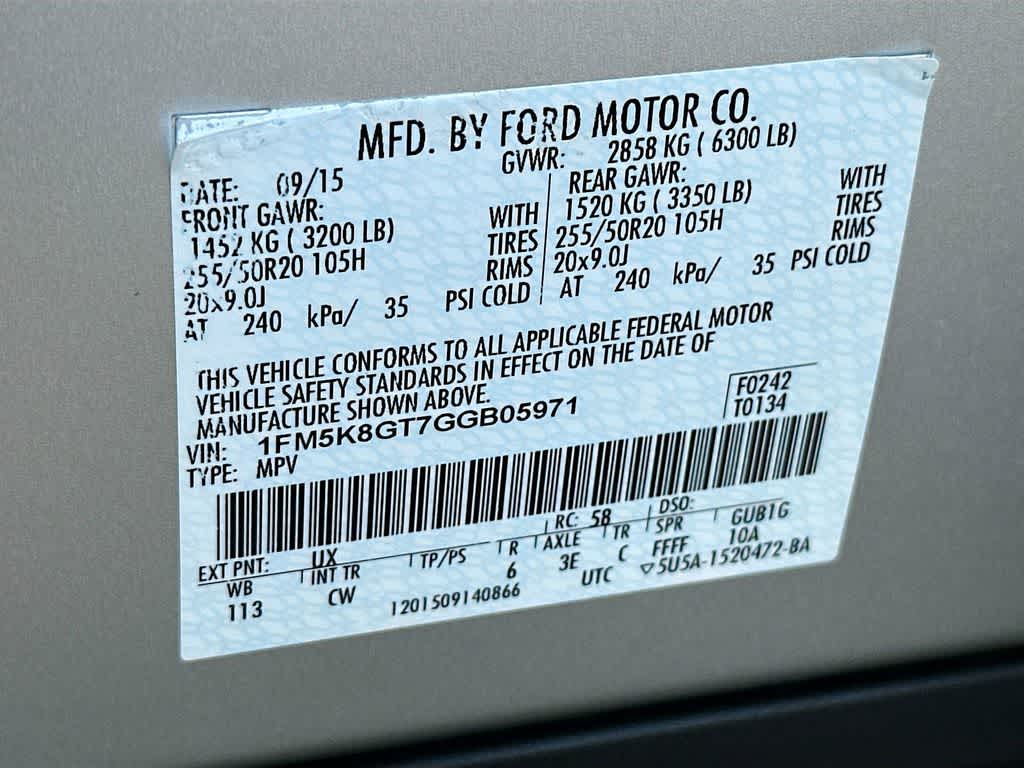 MFD. BY FORD MOTOR CO.
DATE: 09/15 GVWR: 2858 KG ( 6300 LB)
FRONT GAWR: REAR GAWR:
1452 KG ( 3200 LB) WITH 1520 KG ( 3350 LB) WITH
255/50R20 105H TIRES 255/50R20 105H TIRES
20x9.0J RIMS 20x9.0J RIMS
AT 240 kPa/ 35 PSI COLD AT 240 kPa/ 35 PSI COLD
THIS VEHICLE CONFORMS TO ALL APPLICABLE FEDERAL MOTOR
VEHICLE SAFETY STANDARDS IN EFFECT ON THE DATE OF
MANUFACTURE SHOWN ABOVE.
VIN: 1FM5K8GT7GGB05971 F0242
TYPE: MPV T0134
EXT PNT: UX RC: 58 DSO:
WB INT TR TP/PS R AXLE TR SPR GUB1G
113 CW 6 3E C FFFF 10A
1201509140866 UTC ▽5U5A-1520472-BA